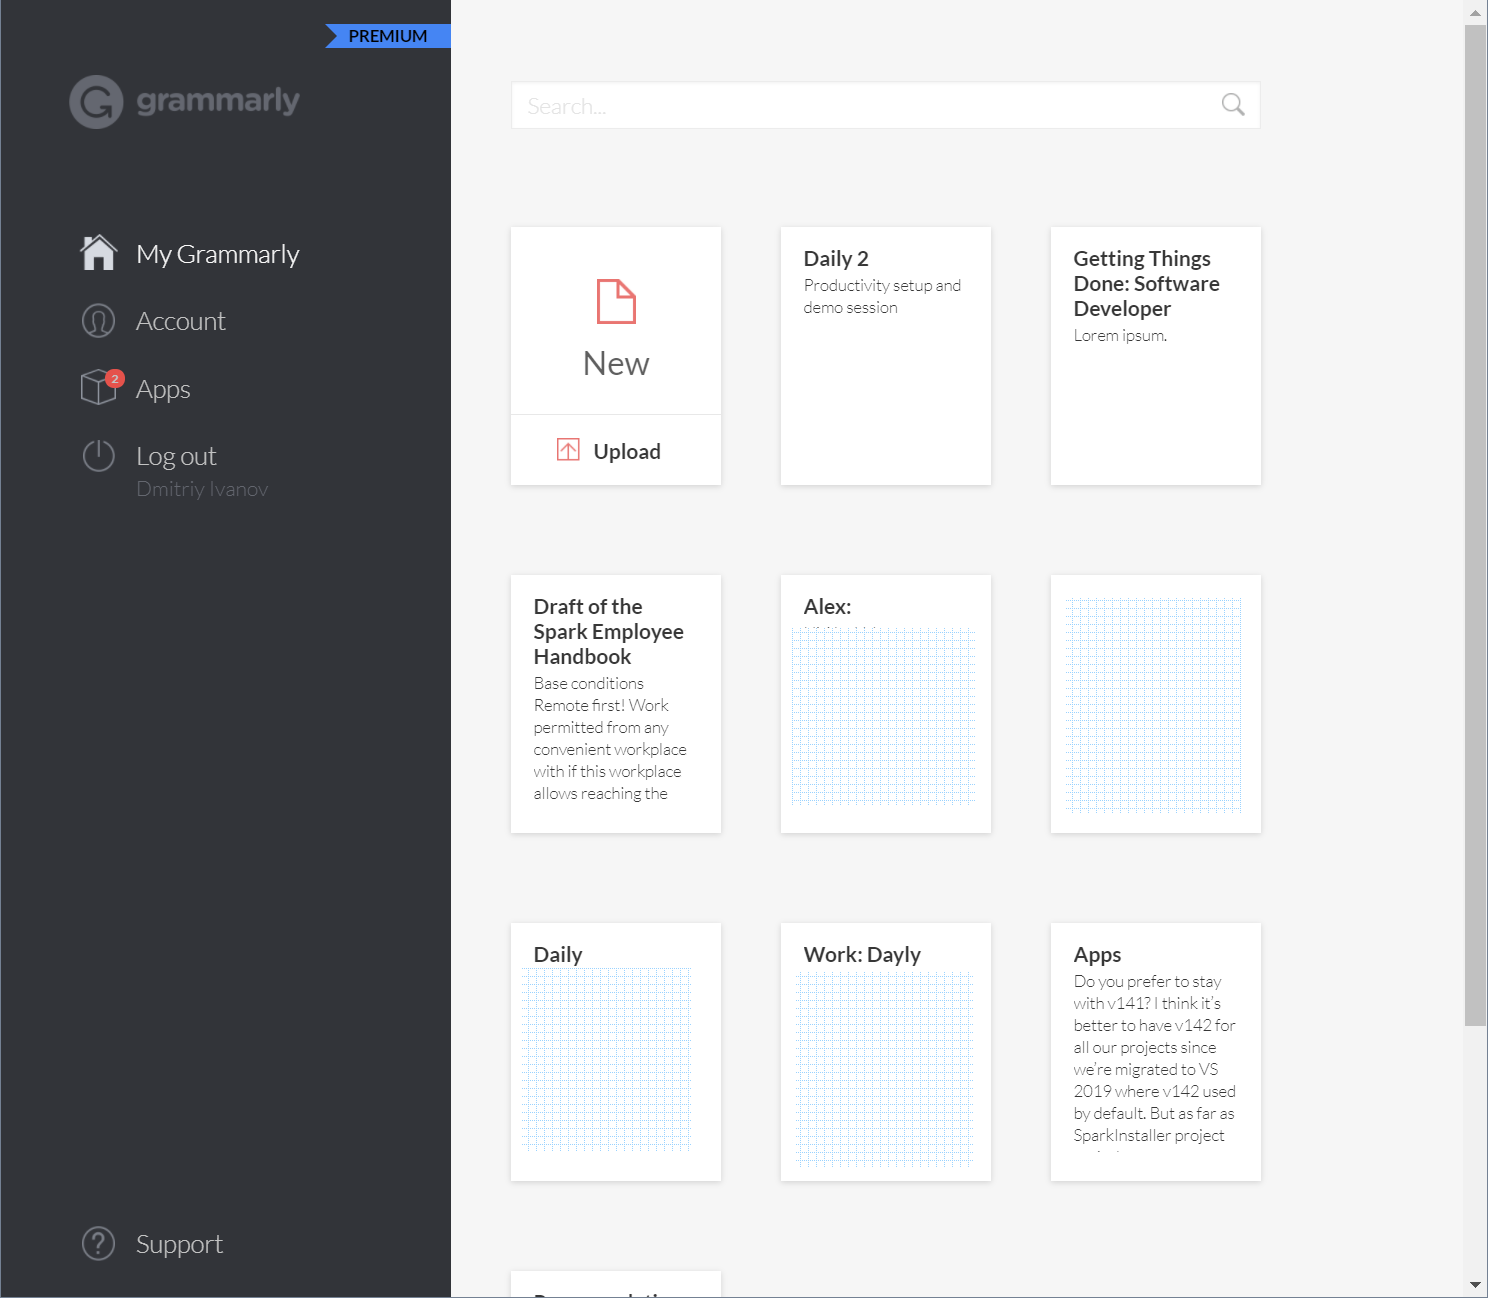 PREMIUM
grammarly
My Grammarly
Account
2
Apps
Log out
Dmitriy Ivanov
Support
Search...
New
Upload
Daily 2
Productivity setup and
demo session
Getting Things
Done: Software
Developer
Lorem ipsum.
Draft of the
Spark Employee
Handbook
Base conditions
Remote first! Work
permitted from any
convenient workplace
with if this workplace
allows reaching the
Alex:
Daily
Work: Dayly
Apps
Do you prefer to stay
with v141? I think it's
better to have v142 for
all our projects since
we're migrated to VS
2019 where v142 used
by default. But as far as
SparkInstaller project